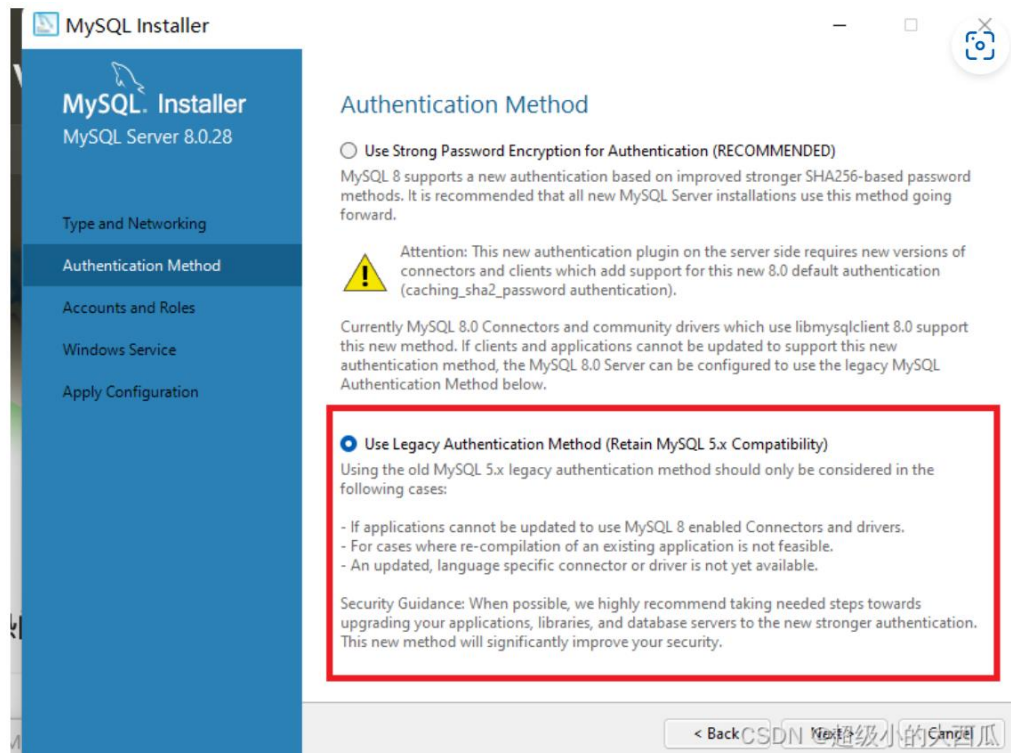 MySQL Installer
MySQL. Installer
MySQL Server 8.0.28
Type and Networking
Authentication Method
Accounts and Roles
Windows Service
Apply Configuration
Authentication Method
Use Strong Password Encryption for Authentication (RECOMMENDED)
MySQL 8 supports a new authentication based on improved stronger SHA256-based password
methods. It is recommended that all new MySQL Server installations use this method going
forward.
Attention: This new authentication plugin on the server side requires new versions of
connectors and clients which add support for this new 8.0 default authentication
(caching_sha2_password authentication).
Currently MySQL 8.0 Connectors and community drivers which use libmysqlclient 8.0 support
this new method. If clients and applications cannot be updated to support this new
authentication method, the MySQL 8.0 Server can be configured to use the legacy MySQL
Authentication Method below.
Use Legacy Authentication Method (Retain MySQL 5.x Compatibility)
Using the old MySQL 5.x legacy authentication method should only be considered in the
following cases:
- If applications cannot be updated to use MySQL 8 enabled Connectors and drivers.
- For cases where re-compilation of an existing application is not feasible.
- An updated, language specific connector or driver is not yet available.
Security Guidance: When possible, we highly recommend taking needed steps towards
upgrading your applications, libraries, and database servers to the new stronger authentication.
This new method will significantly improve your security.
< Back
Next >
Cancel
CSDN @超级小的大西瓜